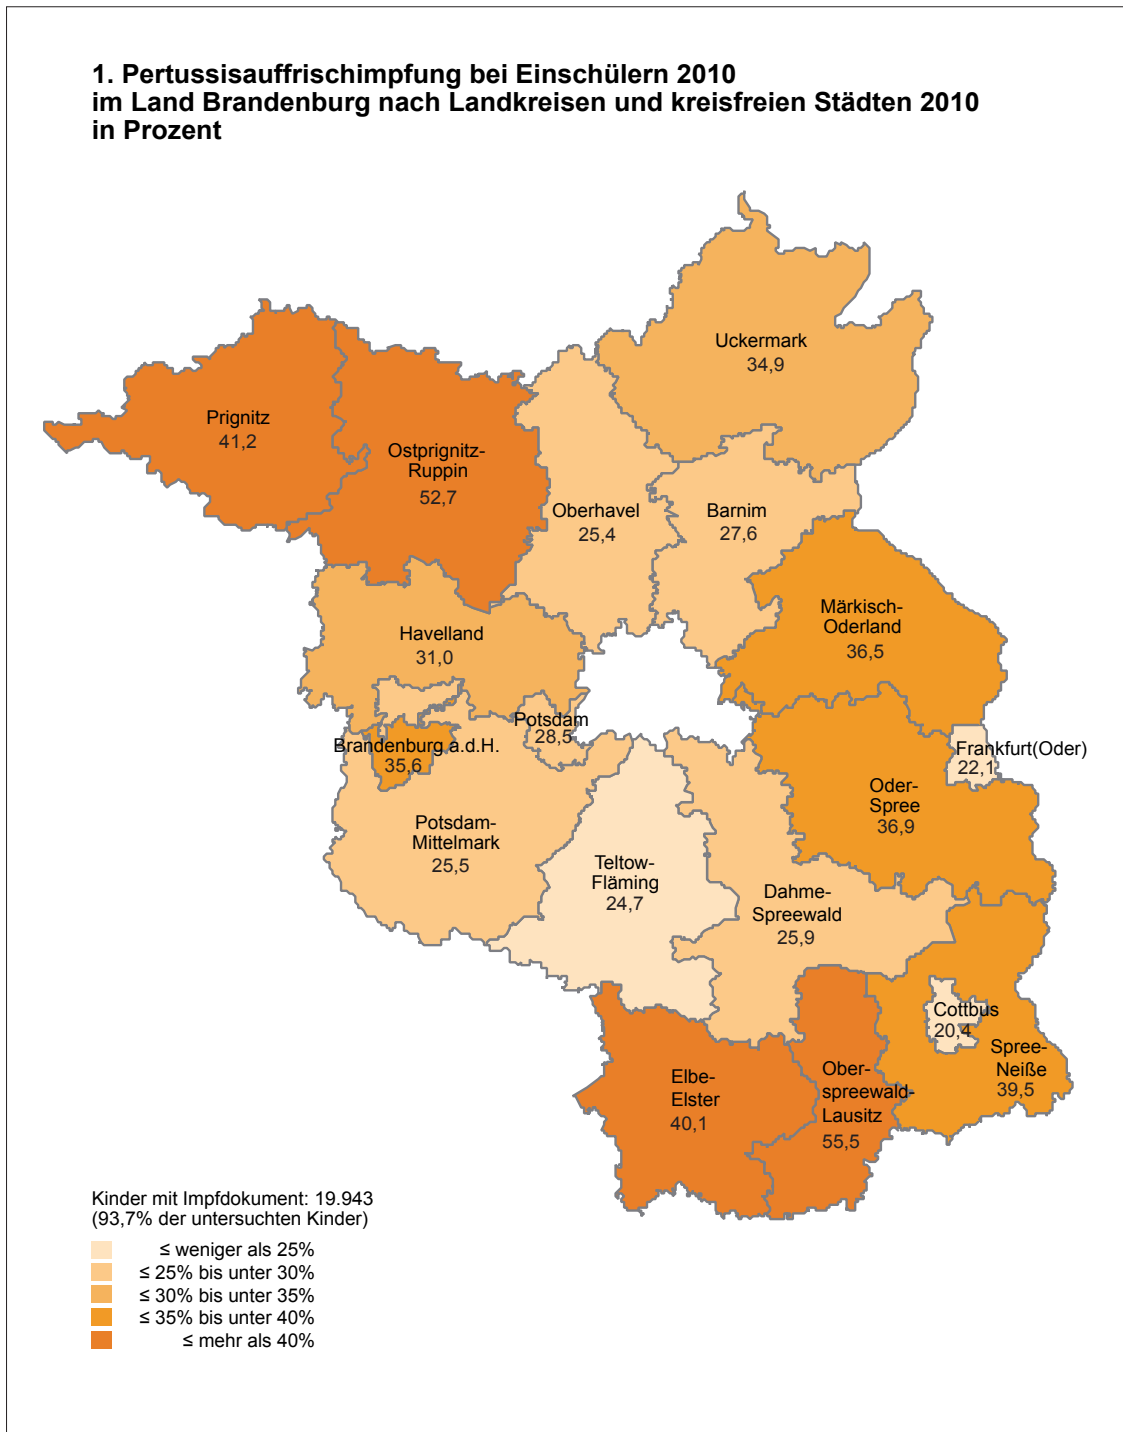 1. Pertussisauffrischimpfung bei Einschülern 2010
im Land Brandenburg nach Landkreisen und kreisfreien Städten 2010
in Prozent
Uckermark
34,9
Prignitz
41,2
Ostprignitz-
Ruppin
52,7
Oberhavel
25,4
Barnim
27,6
Märkisch-
Oderland
36,5
Havelland
31,0
Potsdam
28,5
Brandenburg a.d.H.
35,6
Frankfurt(Oder)
22,1
Oder-
Spree
36,9
Potsdam-
Mittelmark
25,5
Teltow-
Fläming
24,7
Dahme-
Spreewald
25,9
Cottbus
20,4
Spree-
Neiße
39,5
Elbe-
Elster
40,1
Ober-
spreewald-
Lausitz
55,5
Kinder mit Impfdokument: 19.943
(93,7% der untersuchten Kinder)
≤ weniger als 25%
≤ 25% bis unter 30%
≤ 30% bis unter 35%
≤ 35% bis unter 40%
≤ mehr als 40%